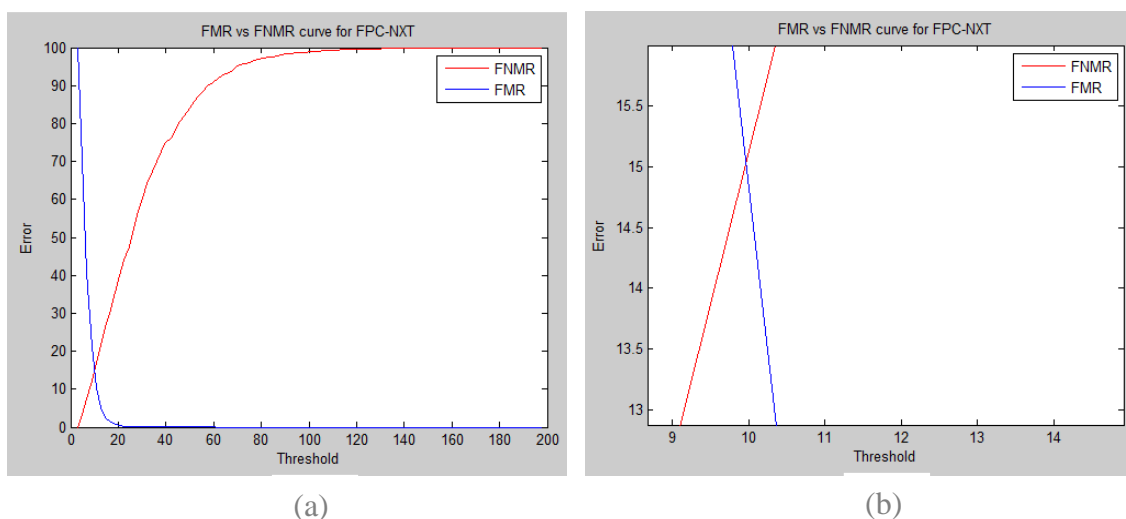 FMR vs FNMR curve for FPC-NXT
100
90
80
70
60
50
40
30
20
10
0
Error
FNMR
FMR
0 20 40 60 80 100 120 140 160 180 200
Threshold
(a)
FMR vs FNMR curve for FPC-NXT
15.5
15
14.5
14
13.5
13
Error
FNMR
FMR
9 10 11 12 13 14
Threshold
(b)